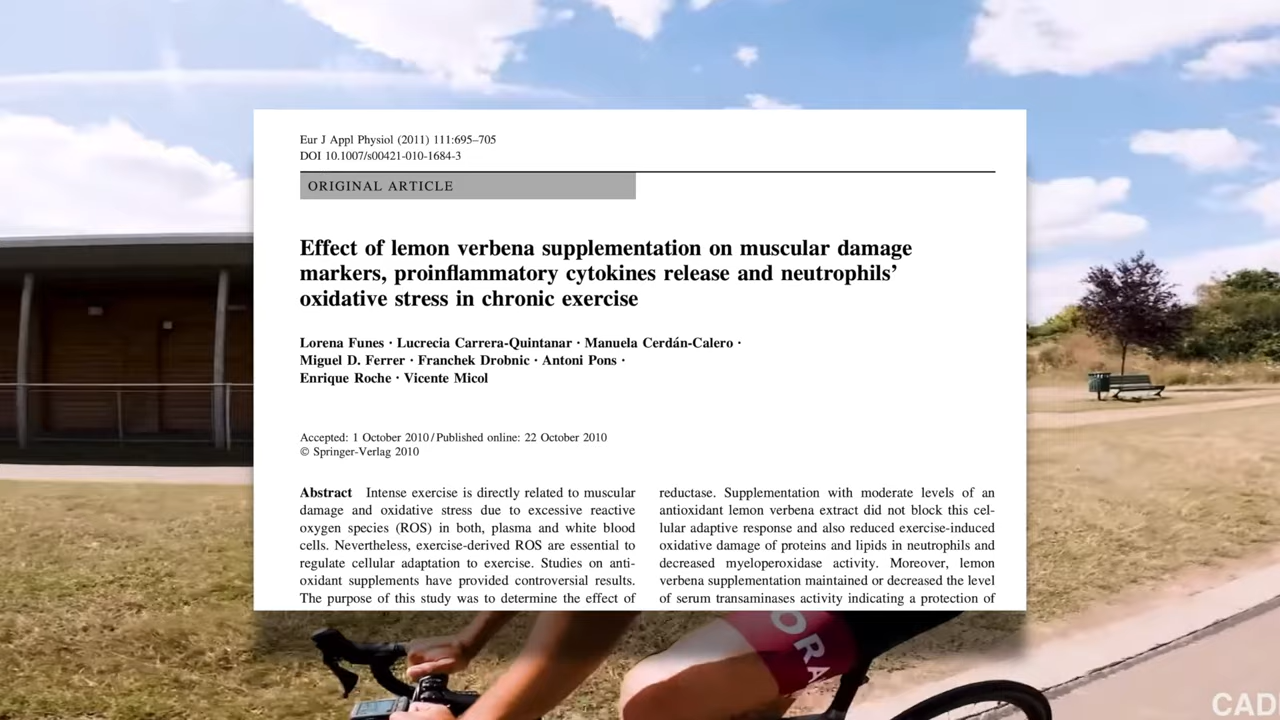 Eur J Appl Physiol (2011) 111:695–705
DOI 10.1007/s00421-010-1684-3
ORIGINAL ARTICLE
Effect of lemon verbena supplementation on muscular damage
markers, proinflammatory cytokines release and neutrophils’
oxidative stress in chronic exercise
Lorena Funes · Lucrecia Carrera-Quintanar · Manuela Cerdán-Calero ·
Miguel D. Ferrer · Franchek Drobnic · Antoni Pons ·
Enrique Roche · Vicente Micol
Accepted: 1 October 2010 / Published online: 22 October 2010
© Springer-Verlag 2010
Abstract Intense exercise is directly related to muscular
damage and oxidative stress due to excessive reactive
oxygen species (ROS) in both, plasma and white blood
cells. Nevertheless, exercise-derived ROS are essential to
regulate cellular adaptation to exercise. Studies on anti-
oxidant supplements have provided controversial results.
The purpose of this study was to determine the effect of
reductase. Supplementation with moderate levels of an
antioxidant lemon verbena extract did not block this cel-
lular adaptive response and also reduced exercise-induced
oxidative damage of proteins and lipids in neutrophils and
decreased myeloperoxidase activity. Moreover, lemon
verbena supplementation maintained or decreased the level
of serum transaminases activity indicating a protection of
ORA
CAD